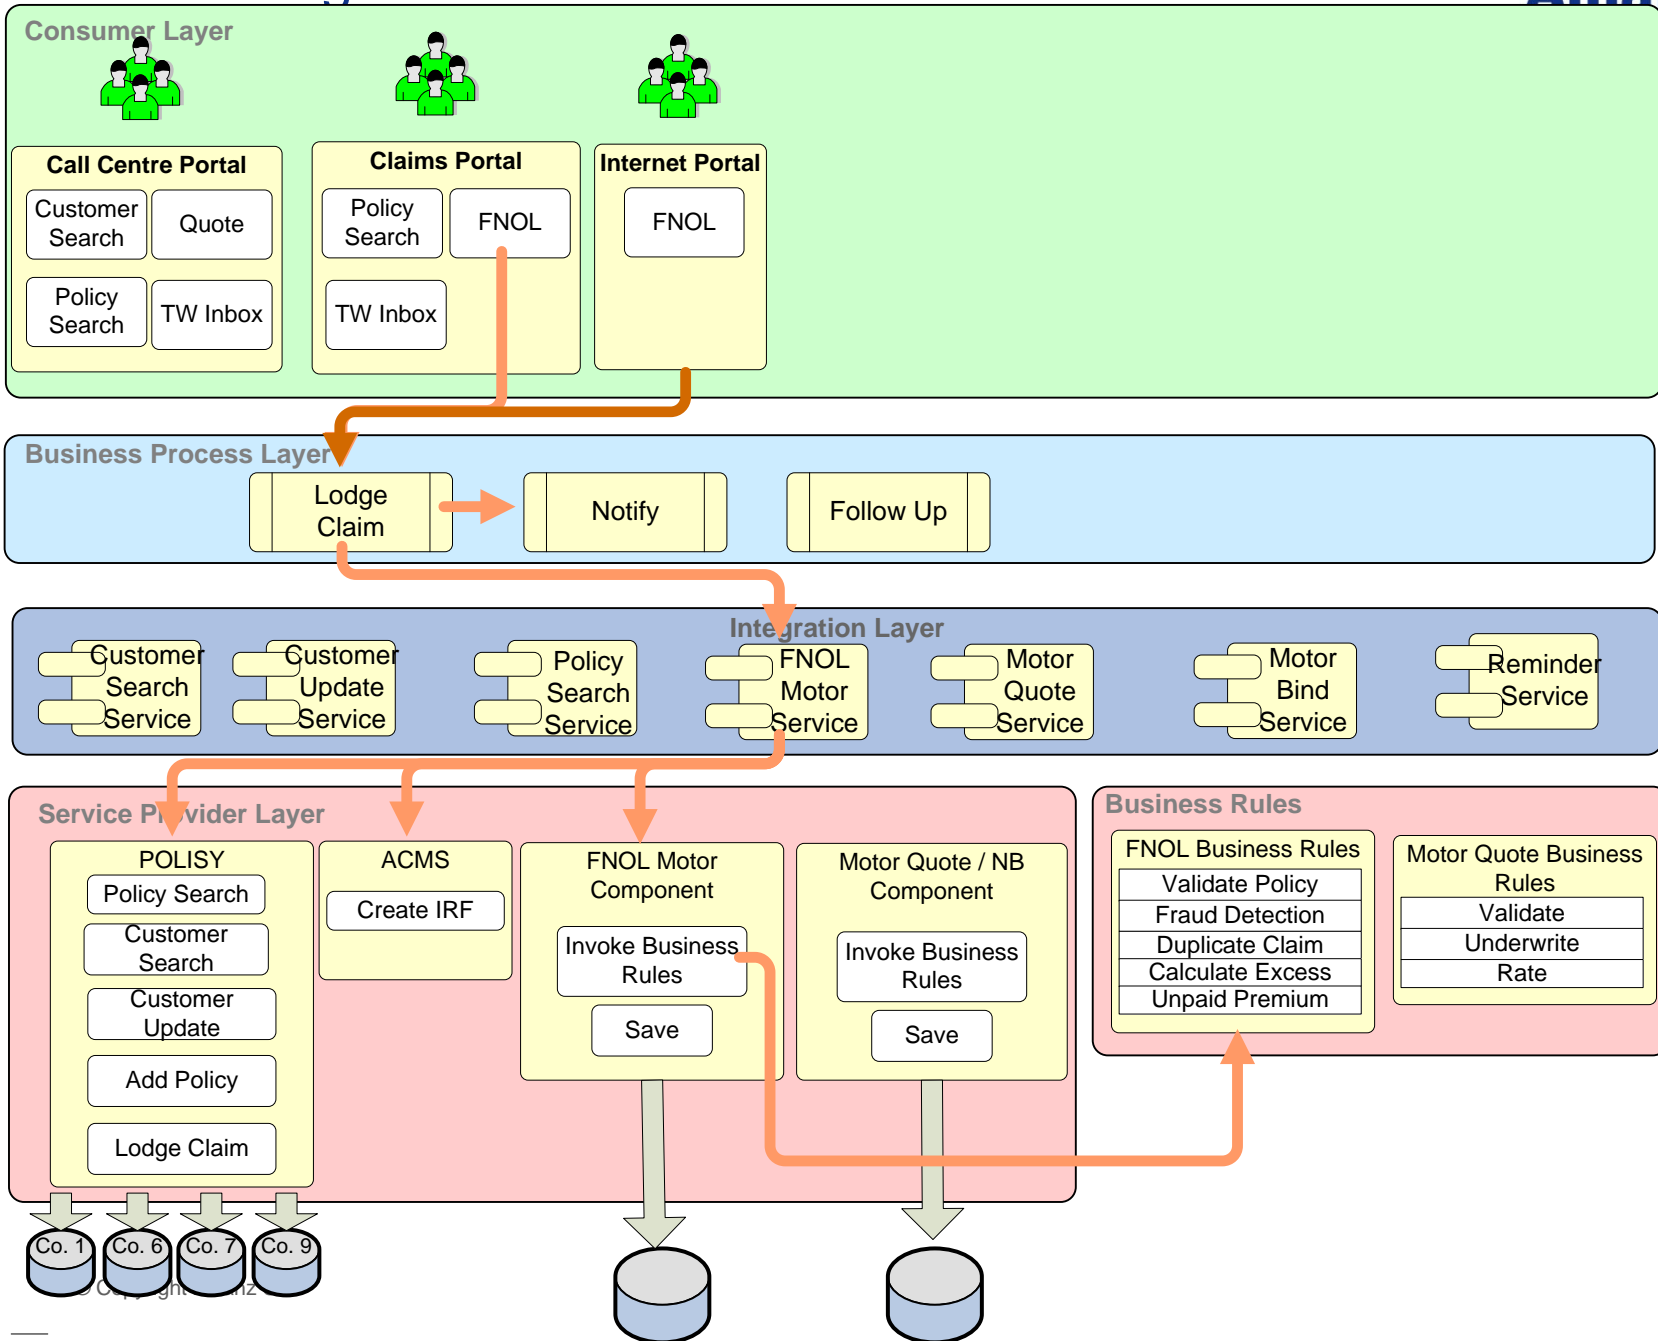 Consumer Layer
Call Centre Portal
Customer
Search
Quote
Policy
Search
TW Inbox
Claims Portal
Policy
Search
FNOL
TW Inbox
Internet Portal
FNOL
Business Process Layer
Lodge
Claim
Notify
Follow Up
Integration Layer
Customer
Search
Service
Customer
Update
Service
Policy
Search
Service
FNOL
Motor
Service
Motor
Quote
Service
Motor
Bind
Service
Reminder
Service
Service Provider Layer
POLISY
Policy Search
Customer
Search
Customer
Update
Add Policy
Lodge Claim
ACMS
Create IRF
FNOL Motor
Component
Invoke Business
Rules
Save
Motor Quote / NB
Component
Invoke Business
Rules
Save
Business Rules
FNOL Business Rules
Validate Policy
Fraud Detection
Duplicate Claim
Calculate Excess
Unpaid Premium
Motor Quote Business
Rules
Validate
Underwrite
Rate
Co. 1
Co. 6
Co. 7
Co. 9
©